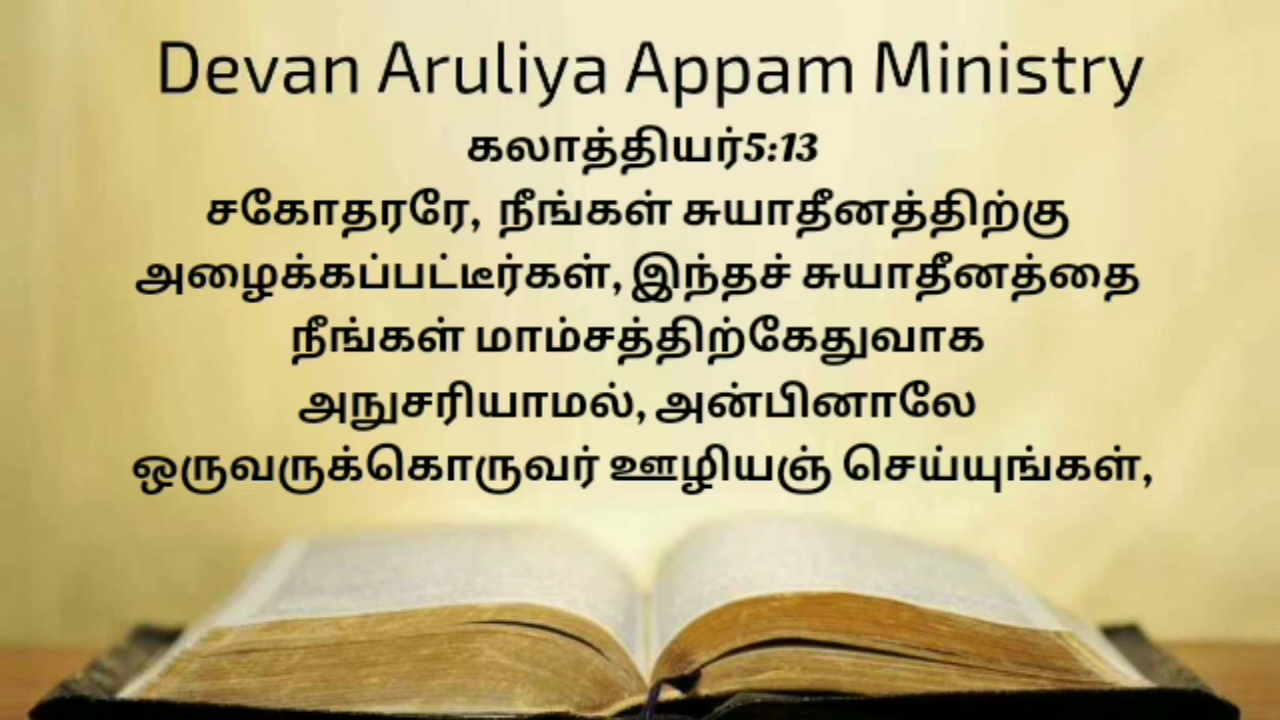 Devan Aruliya Appam Ministry
கலாத்தியர்5:13
சகோதரரே, நீங்கள் சுயாதீனத்திற்கு
அழைக்கப்பட்டீர்கள், இந்தச் சுயாதீனத்தை
நீங்கள் மாம்சத்திற்கேதுவாக
அநுசரியாமல், அன்பினாலே
ஒருவருக்கொருவர் ஊழியஞ் செய்யுங்கள்,